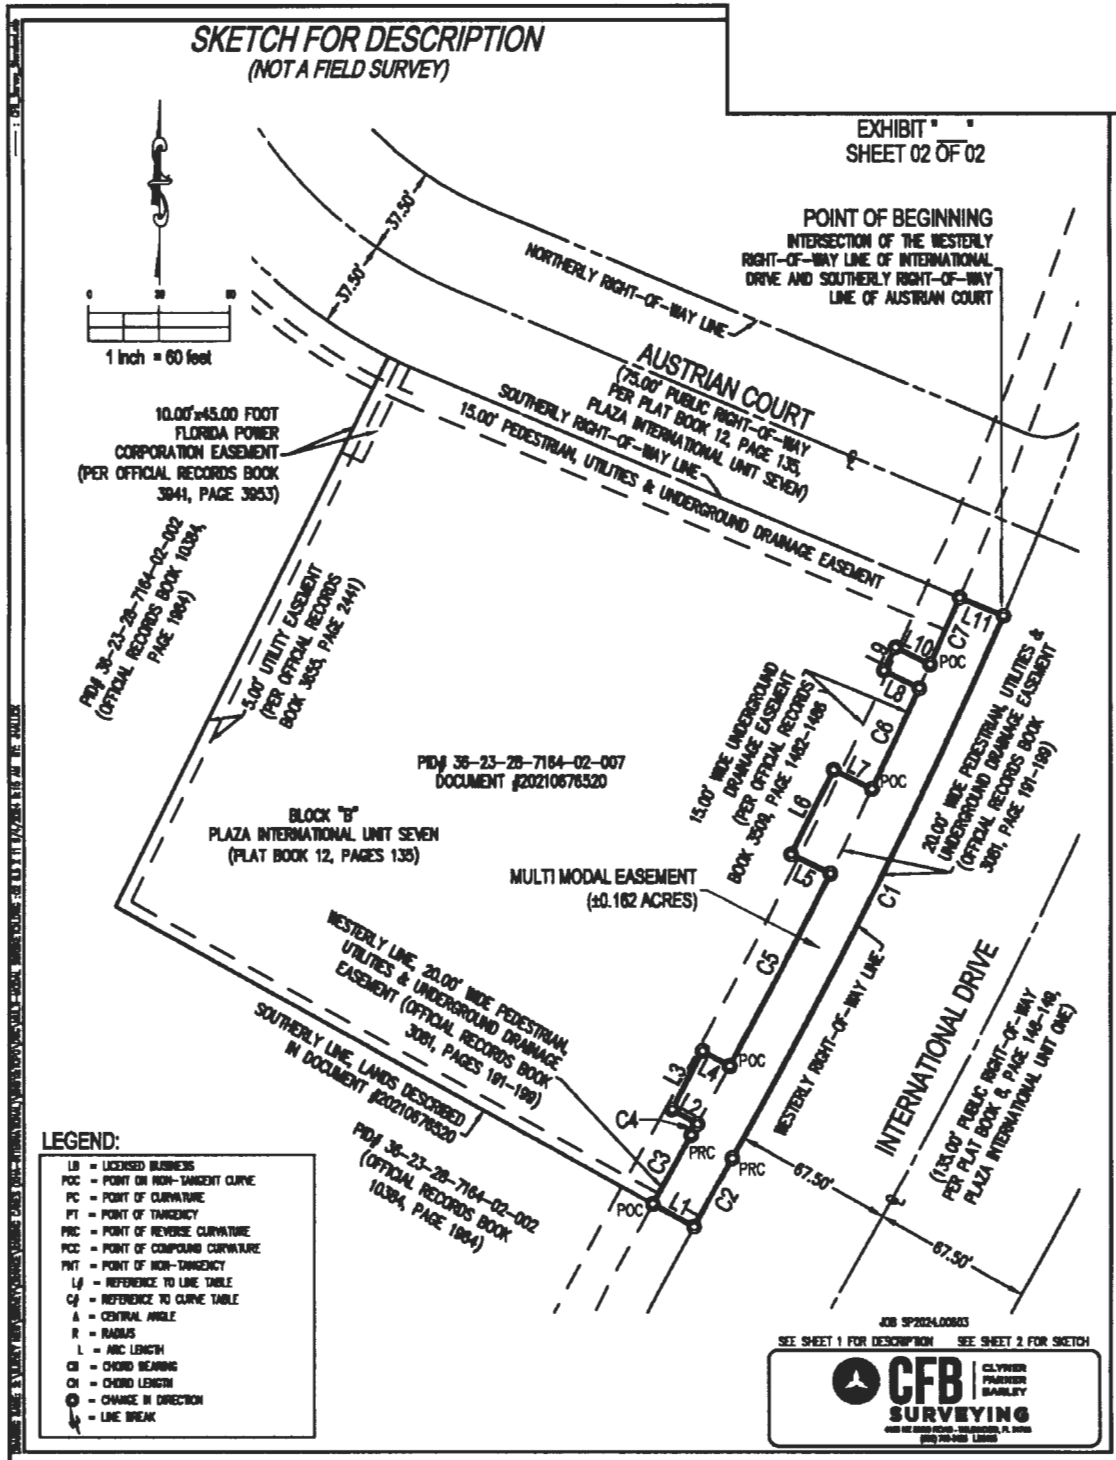 SKETCH FOR DESCRIPTION
(NOT A FIELD SURVEY)
EXHIBIT "__"
SHEET 02 OF 02
POINT OF BEGINNING
INTERSECTION OF THE WESTERLY
RIGHT-OF-WAY LINE OF INTERNATIONAL
DRIVE AND SOUTHERLY RIGHT-OF-WAY
LINE OF AUSTRIAN COURT
37.50'
37.50'
NORTHERLY RIGHT-OF-WAY LINE
0 30 60
1 inch = 60 feet
AUSTRIAN COURT
(75.00' PUBLIC RIGHT-OF-WAY
PER PLAT BOOK 12, PAGE 135,
PLAZA INTERNATIONAL UNIT SEVEN)
SOUTHERLY RIGHT-OF-WAY LINE
15.00' PEDESTRIAN, UTILITIES & UNDERGROUND DRAINAGE EASEMENT
10.00'x45.00 FOOT
FLORIDA POWER
CORPORATION EASEMENT
(PER OFFICIAL RECORDS BOOK
3941, PAGE 3953)
PID# 36-23-28-7164-02-002
(OFFICIAL RECORDS BOOK 10384,
PAGE 1964)
5.00' UTILITY EASEMENT
(PER OFFICIAL RECORDS
BOOK 3655, PAGE 2441)
L11
C7
L10
POC
L9
L8
C6
L7
POC
L6
L5
15.00' WIDE UNDERGROUND
DRAINAGE EASEMENT
(PER OFFICIAL RECORDS
BOOK 3509, PAGE 1482-1486
20.00' WIDE PEDESTRIAN, UTILITIES &
UNDERGROUND DRAINAGE EASEMENT
(OFFICIAL RECORDS BOOK
3081, PAGE 191-199)
PID# 36-23-28-7164-02-007
DOCUMENT #20210676520
BLOCK "B"
PLAZA INTERNATIONAL UNIT SEVEN
(PLAT BOOK 12, PAGES 135)
MULTI MODAL EASEMENT
(±0.162 ACRES)
C1
C5
WESTERLY RIGHT-OF-WAY LINE
WESTERLY LINE, 20.00' WIDE PEDESTRIAN,
UTILITIES & UNDERGROUND DRAINAGE
EASEMENT (OFFICIAL RECORDS BOOK
3081, PAGES 191-199)
SOUTHERLY LINE, LANDS DESCRIBED
IN DOCUMENT #20210676520
INTERNATIONAL DRIVE
(135.00' PUBLIC RIGHT-OF-WAY
PER PLAT BOOK 8, PAGE 148-149,
PLAZA INTERNATIONAL UNIT ONE)
L3
L4
POC
L2
C4
PRC
C3
PRC
C2
L1
POC
67.50'
67.50'
PID# 36-23-28-7164-02-002
(OFFICIAL RECORDS BOOK
10384, PAGE 1964)
LEGEND:
LB = LICENSED BUSINESS
POC = POINT ON NON-TANGENT CURVE
PC = POINT OF CURVATURE
PT = POINT OF TANGENCY
PRC = POINT OF REVERSE CURVATURE
PCC = POINT OF COMPOUND CURVATURE
PNT = POINT OF NON-TANGENCY
L# = REFERENCE TO LINE TABLE
C# = REFERENCE TO CURVE TABLE
Δ = CENTRAL ANGLE
R = RADIUS
L = ARC LENGTH
CB = CHORD BEARING
CH = CHORD LENGTH
= CHANGE IN DIRECTION
= LINE BREAK
JOB SP2024.00603
SEE SHEET 1 FOR DESCRIPTION SEE SHEET 2 FOR SKETCH
CFB
CLYMER
FARNER
BARLEY
SURVEYING